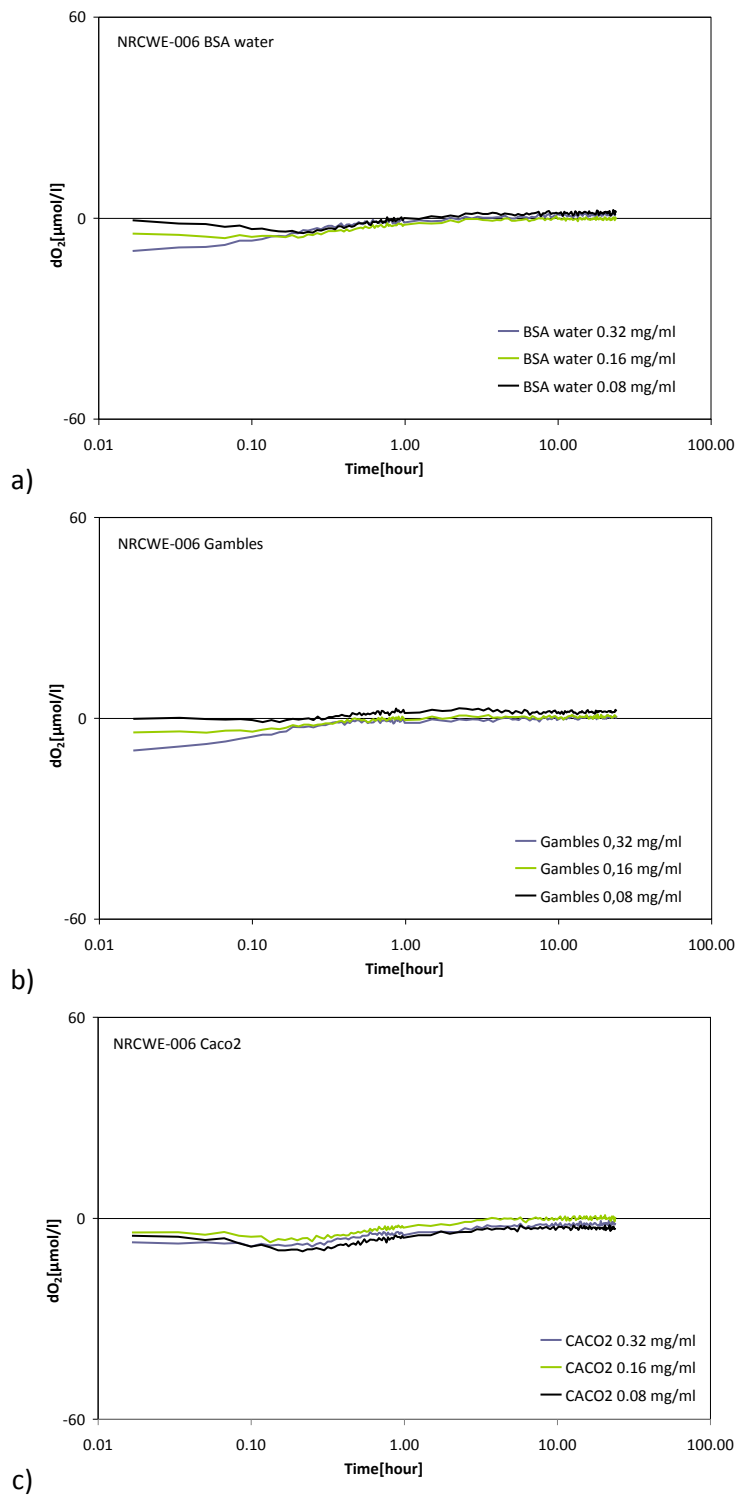 60
NRCWE-006 BSA water
0
dO₂[µmol/l]
BSA water 0.32 mg/ml
BSA water 0.16 mg/ml
BSA water 0.08 mg/ml
-60
0.01 0.10 1.00 10.00 100.00
Time[hour]
a)
60
NRCWE-006 Gambles
0
dO₂[µmol/l]
Gambles 0,32 mg/ml
Gambles 0,16 mg/ml
Gambles 0,08 mg/ml
-60
0.01 0.10 1.00 10.00 100.00
Time[hour]
b)
60
NRCWE-006 Caco2
0
dO₂[µmol/l]
CACO2 0.32 mg/ml
CACO2 0.16 mg/ml
CACO2 0.08 mg/ml
-60
0.01 0.10 1.00 10.00 100.00
Time[hour]
c)